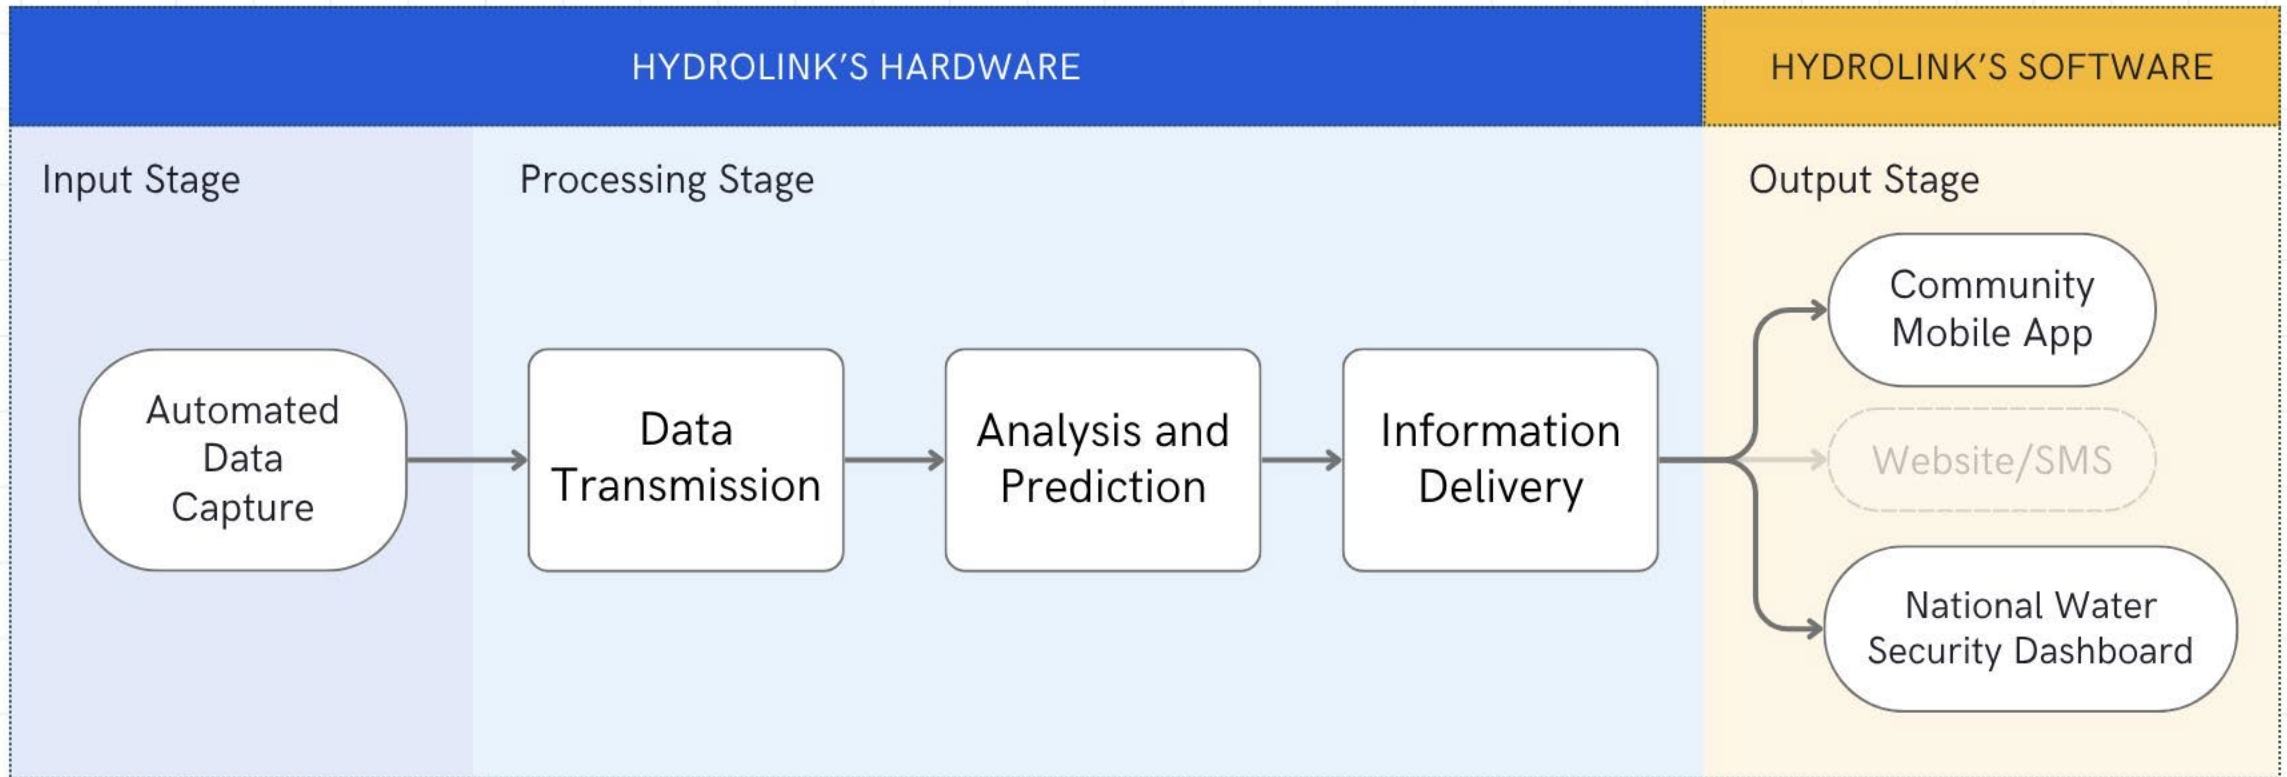 HYDROLINK’S HARDWARE
HYDROLINK’S SOFTWARE
Input Stage
Processing Stage
Output Stage
Automated
Data
Capture
Data
Transmission
Analysis and
Prediction
Information
Delivery
Community
Mobile App
Website/SMS
National Water
Security Dashboard